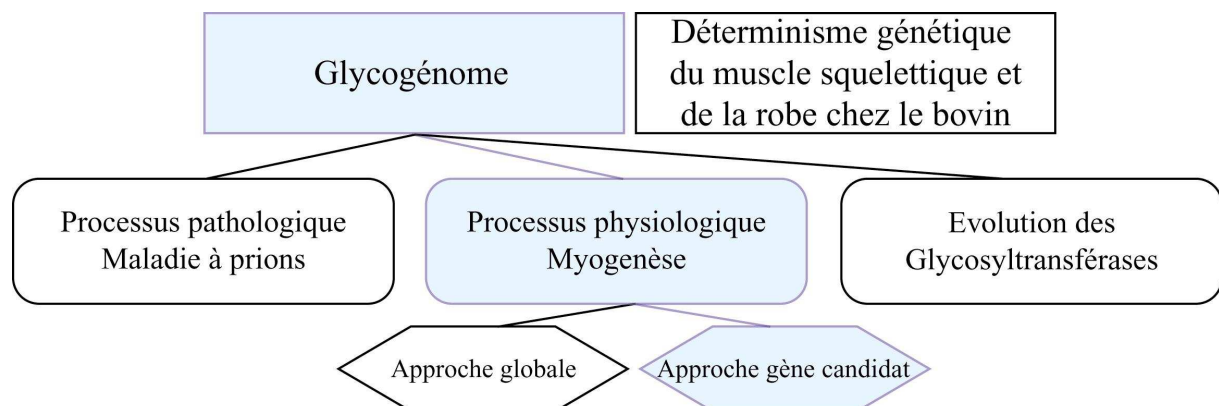 Glycogénome
Déterminisme génétique
du muscle squelettique et
de la robe chez le bovin
Processus pathologique
Maladie à prions
Processus physiologique
Myogenèse
Evolution des
Glycosyltransférases
Approche globale
Approche gène candidat